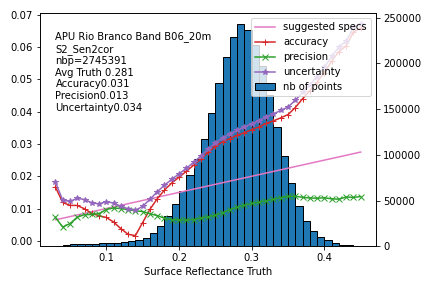 APU Rio Branco Band B06_20m
S2_Sen2cor
nbp=2745391
Avg Truth 0.281
Accuracy0.031
Precision0.013
Uncertainty0.034
suggested specs
accuracy
precision
uncertainty
nb of points
0.07
0.06
0.05
0.04
0.03
0.02
0.01
0.00
250000
200000
150000
100000
50000
0
0.1
0.2
0.3
0.4
Surface Reflectance Truth